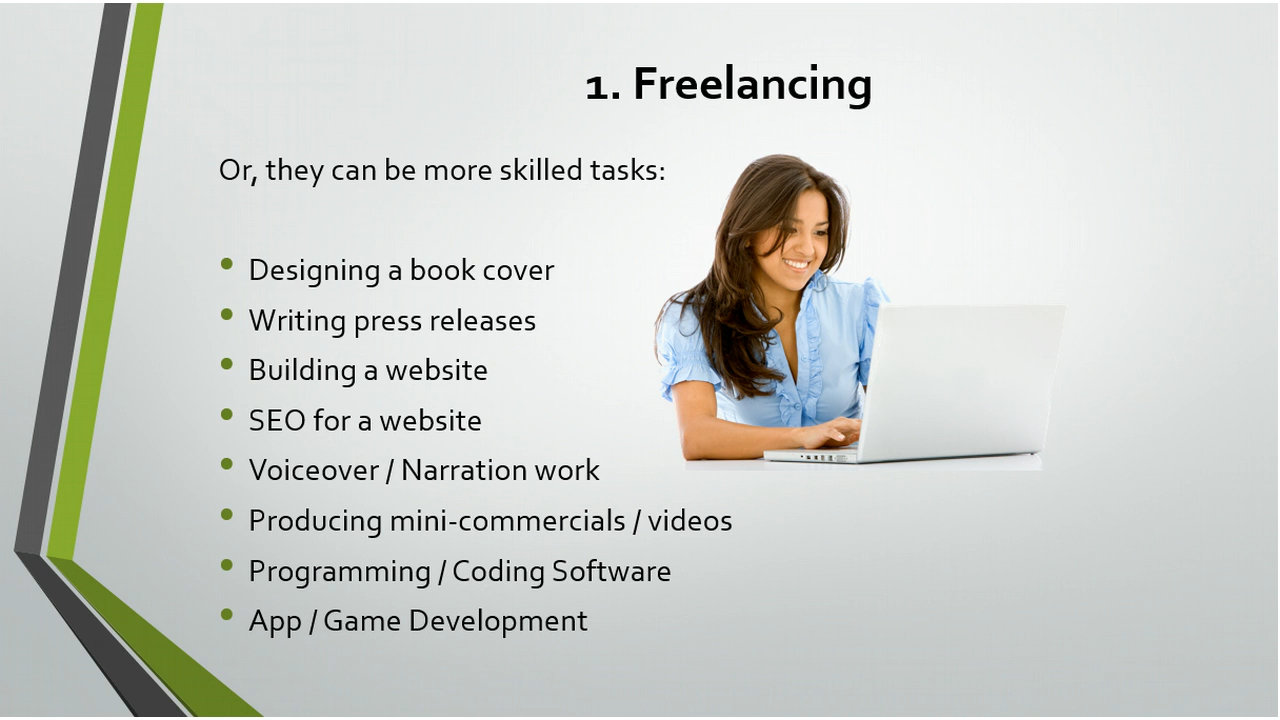 1. Freelancing
Or, they can be more skilled tasks:
• Designing a book cover
• Writing press releases
• Building a website
• SEO for a website
• Voiceover / Narration work
• Producing mini-commercials / videos
• Programming / Coding Software
• App / Game Development